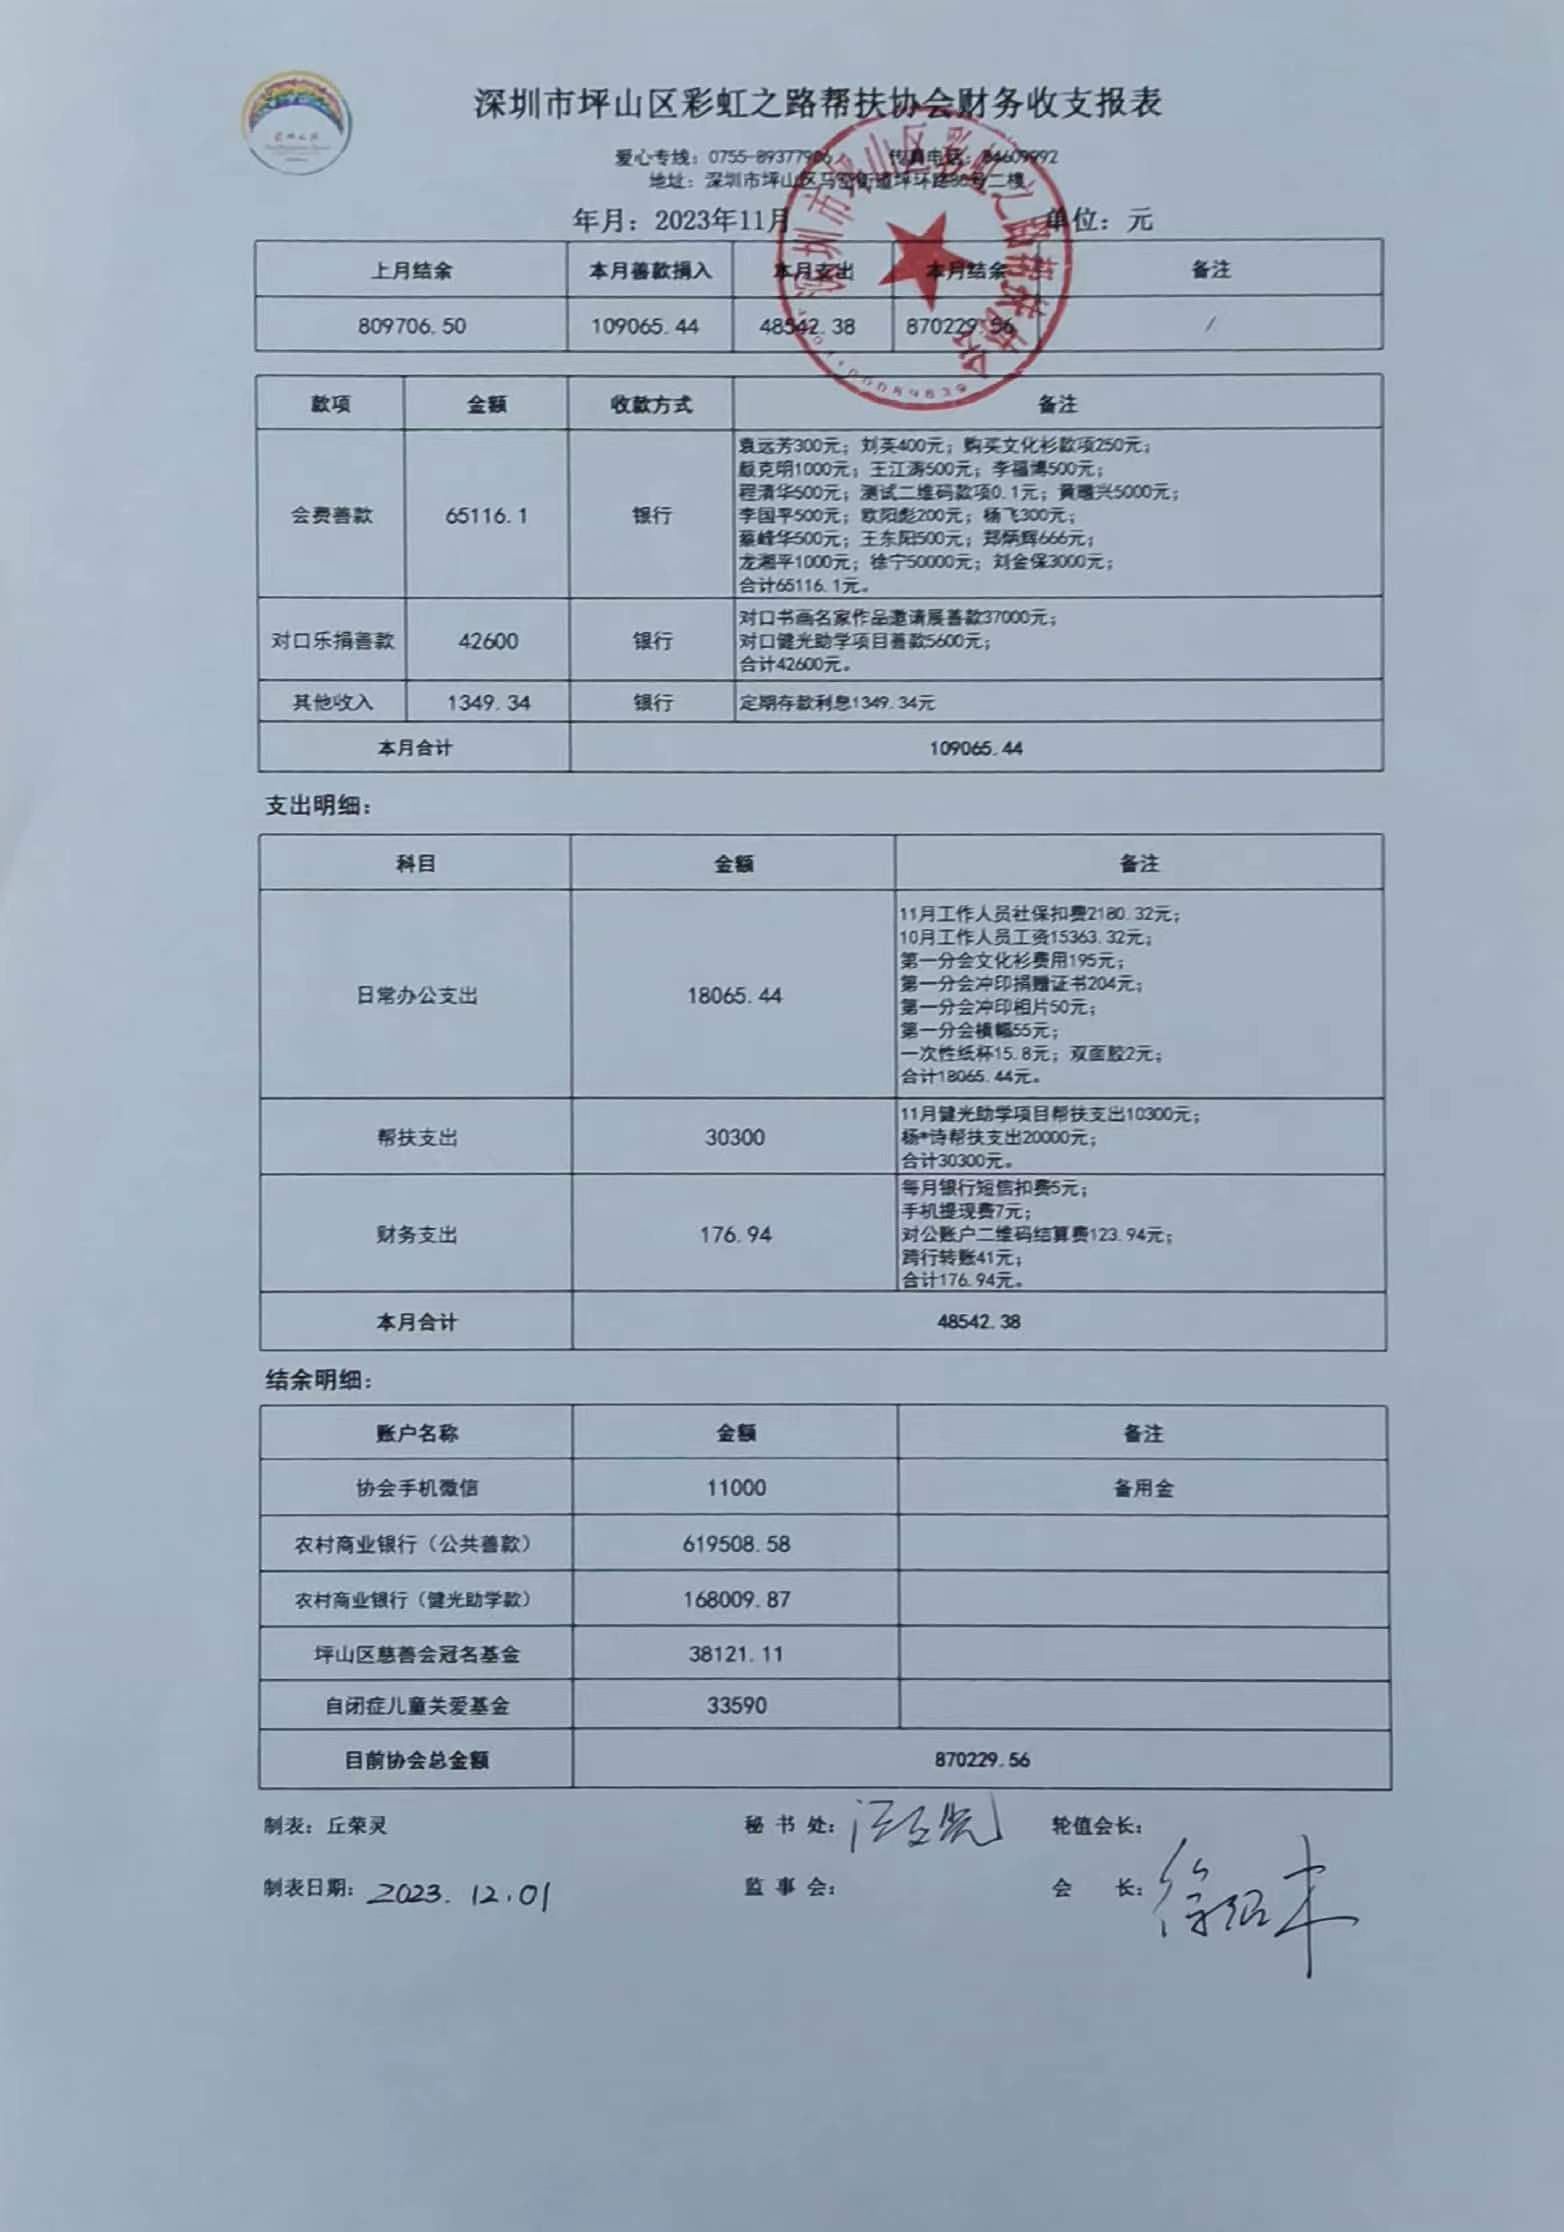 深圳市坪山区彩虹之路帮扶协会财务收支报表
爱心专线：0755-89377906 传真电话：84609992
地址：深圳市坪山区马峦街道坪环路 二楼
年月：2023年11月 单位：元
上月结余 本月善款捐入 本月支出 本月结余 备注
809706.50 109065.44 48542.38 870229.56 /
款项 金额 收款方式 备注
会费善款 65116.1 银行
袁远芳300元；刘英400元；购买文化衫款项250元；
颜克明1000元；王江涛500元；李福博500元；
程清华500元；测试二维码款项0.1元；黄曙兴5000元；
李国平500元；欧阳彪200元；杨飞300元；
蔡峰华500元；王东阳500元；郑炳辉666元；
龙湘平1000元；徐宁50000元；刘金保3000元；
合计65116.1元。
对口乐捐善款 42600 银行
对口书画名家作品邀请展善款37000元；
对口健光助学项目善款5600元；
合计42600元。
其他收入 1349.34 银行 定期存款利息1349.34元
本月合计 109065.44
支出明细：
科目 金额 备注
日常办公支出 18065.44
11月工作人员社保扣费2180.32元；
10月工作人员工资15363.32元；
第一分会文化衫费用195元；
第一分会冲印捐赠证书204元；
第一分会冲印相片50元；
第一分会横幅55元；
一次性纸杯15.8元；双面胶2元；
合计18065.44元。
帮扶支出 30300
11月健光助学项目帮扶支出10300元；
杨*诗帮扶支出20000元；
合计30300元。
财务支出 176.94
每月银行短信扣费5元；
手机提现费7元；
对公账户二维码结算费123.94元；
跨行转账41元；
合计176.94元。
本月合计 48542.38
结余明细：
账户名称 金额 备注
协会手机微信 11000 备用金
农村商业银行（公共善款） 619508.58
农村商业银行（健光助学款） 168009.87
坪山区慈善会冠名基金 38121.11
自闭症儿童关爱基金 33590
目前协会总金额 870229.56
制表：丘荣灵 秘书处： 轮值会长：
制表日期：2023.12.01 监事会： 会长：